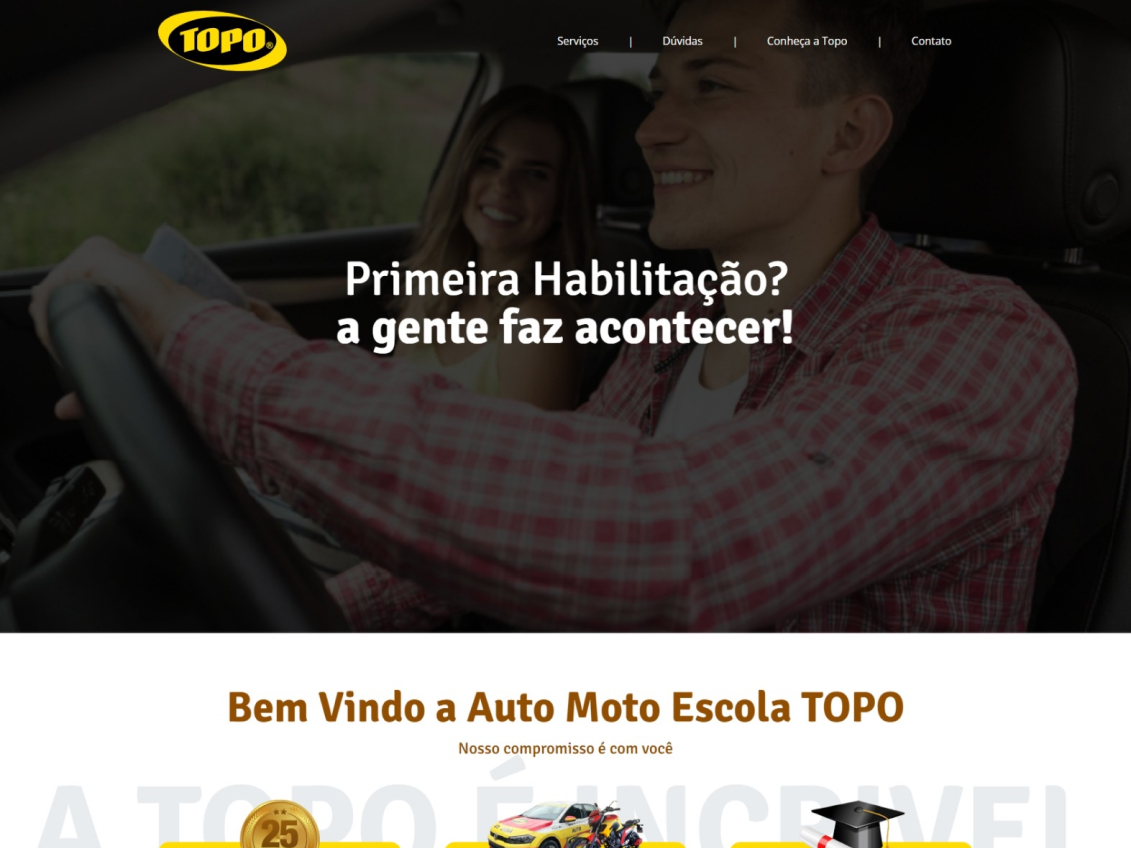 TOPO®
Serviços | Dúvidas | Conheça a Topo | Contato
Primeira Habilitação?
a gente faz acontecer!
Bem Vindo a Auto Moto Escola TOPO
Nosso compromisso é com você
A TOPO É INCRIVEL
25